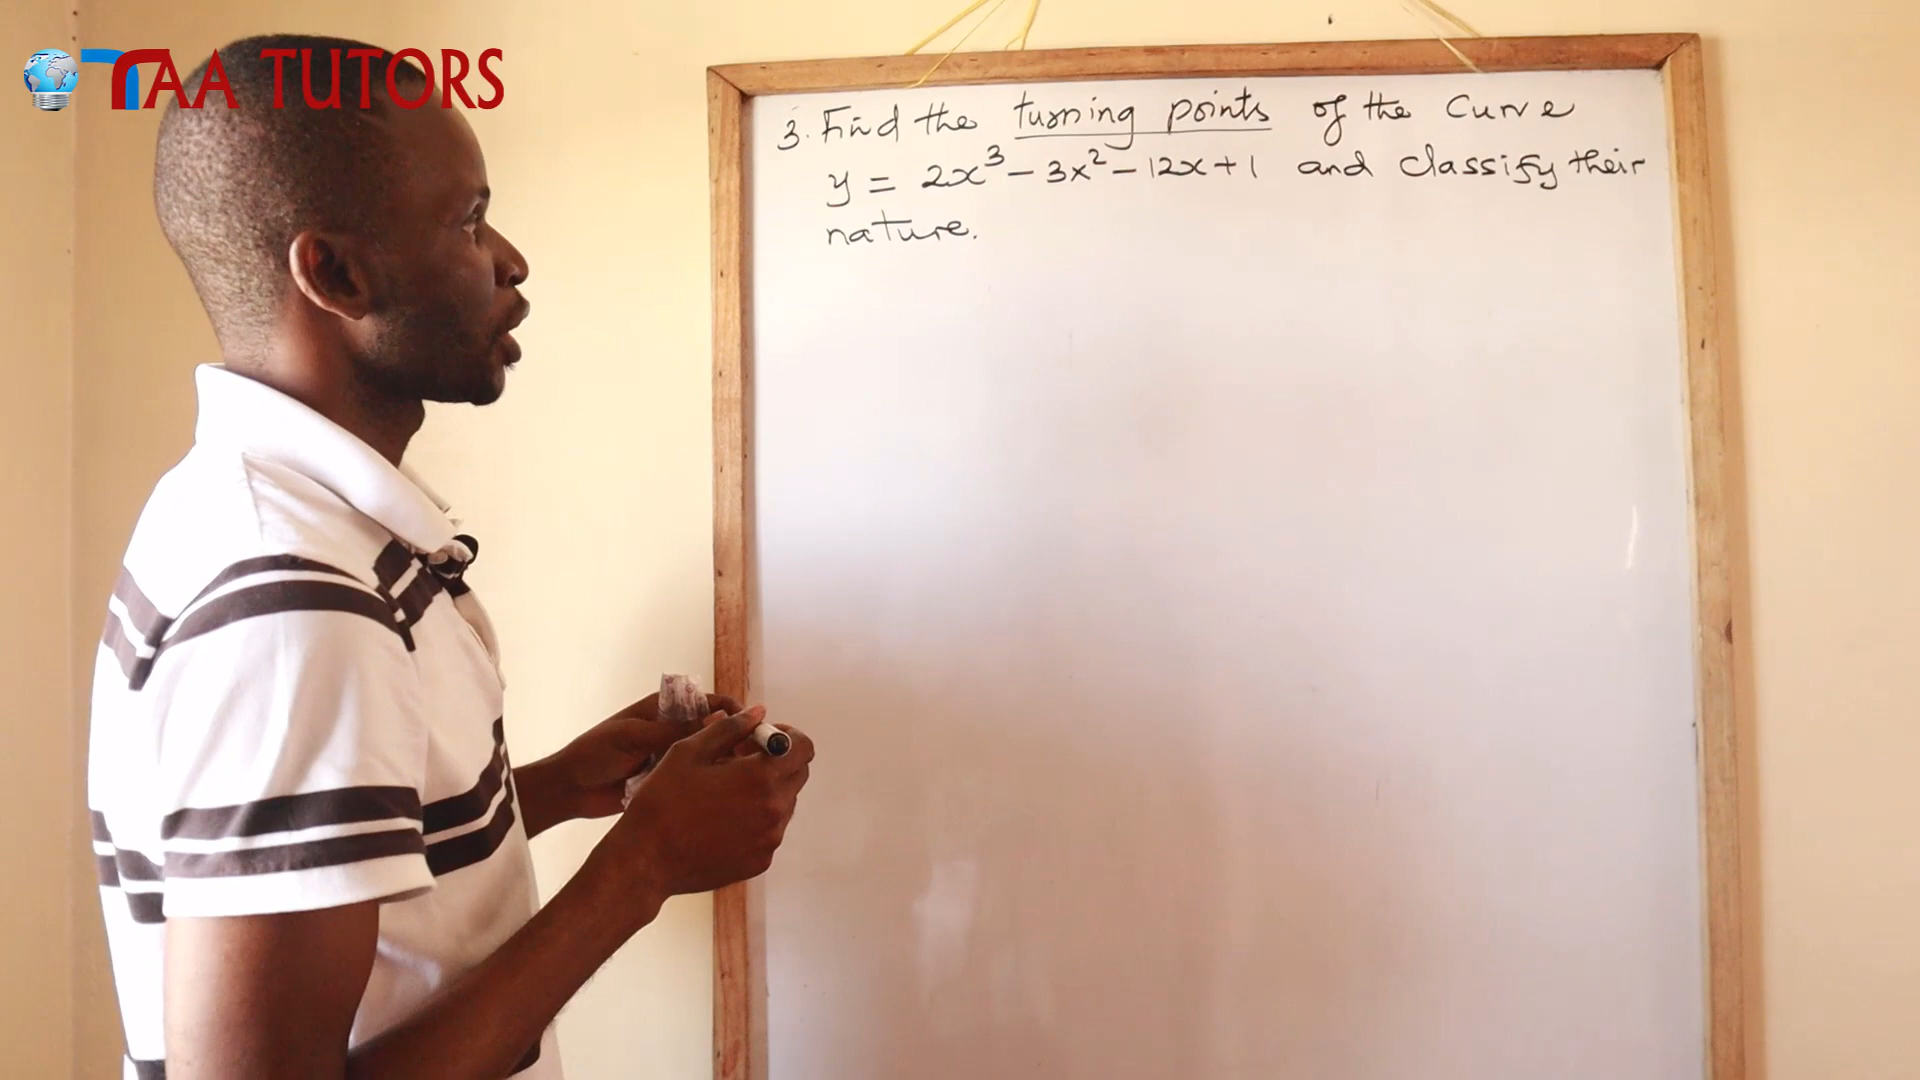 TAA TUTORS
3. Find the turning points of the curve
y = 2x³ - 3x² - 12x + 1 and classify their
nature.